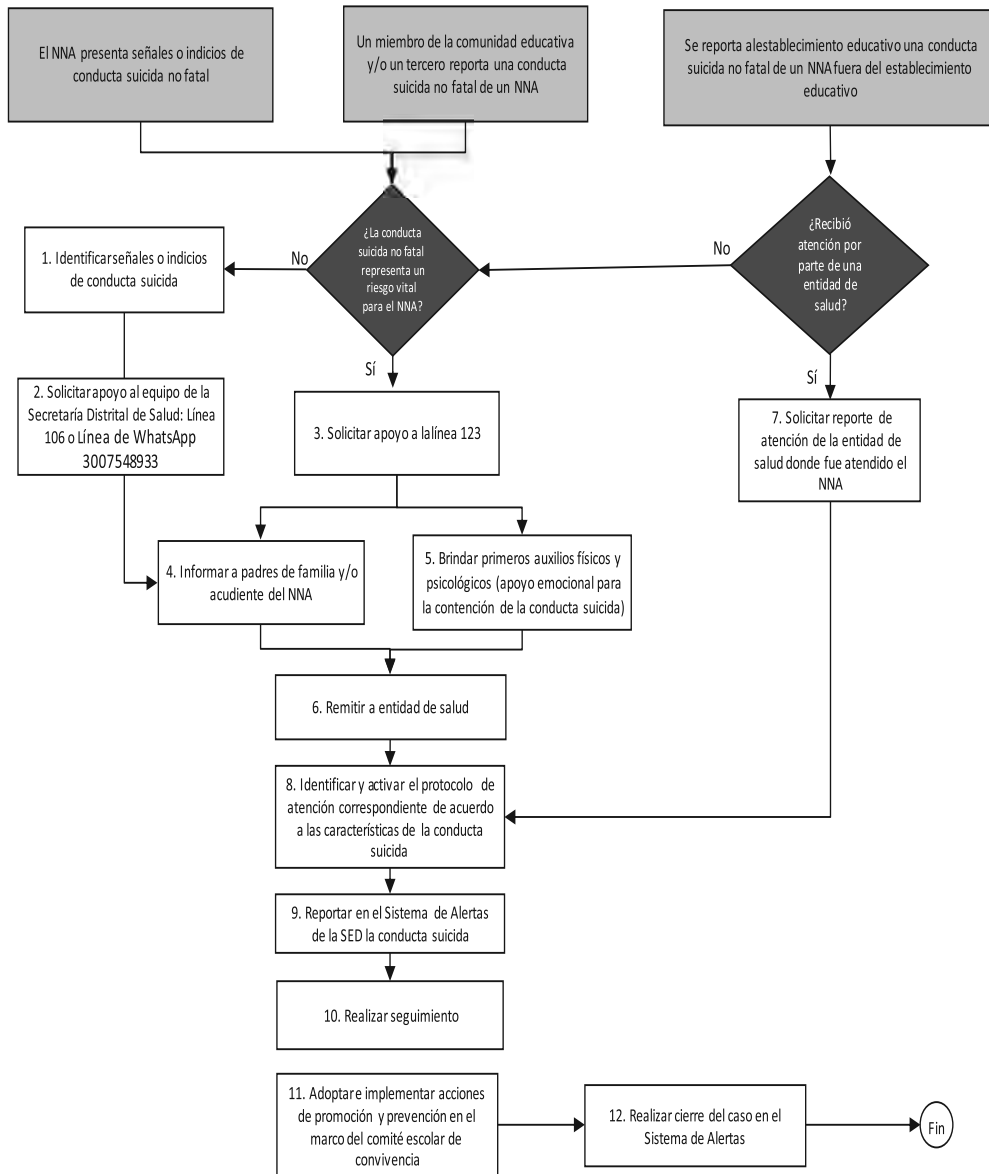 El NNA presenta señales o indicios de
conducta suicida no fatal
Un miembro de la comunidad educativa
y/o un tercero reporta una conducta
suicida no fatal de un NNA
Se reporta alestablecimiento educativo una conducta
suicida no fatal de un NNA fuera del establecimiento
educativo
¿La conducta
suicida no fatal
representa un
riesgo vital
para el NNA?
¿Recibió
atención por
parte de una
entidad de
salud?
No
No
Sí
Sí
1. Identificar señales o indicios
de conducta suicida
2. Solicitar apoyo al equipo de la
Secretaría Distrital de Salud: Línea
106 o Línea de WhatsApp
3007548933
3. Solicitar apoyo a lalínea 123
7. Solicitar reporte de
atención de la entidad de
salud donde fue atendido el
NNA
4. Informar a padres de familia y/o
acudiente del NNA
5. Brindar primeros auxilios físicos y
psicológicos (apoyo emocional para
la contención de la conducta suicida)
6. Remitir a entidad de salud
8. Identificar y activar el protocolo de
atención correspondiente de acuerdo
a las características de la conducta
suicida
9. Reportar en el Sistema de Alertas
de la SED la conducta suicida
10. Realizar seguimiento
11. Adoptar e implementar acciones
de promoción y prevención en el
marco del comité escolar de
convivencia
12. Realizar cierre del caso en el
Sistema de Alertas
Fin